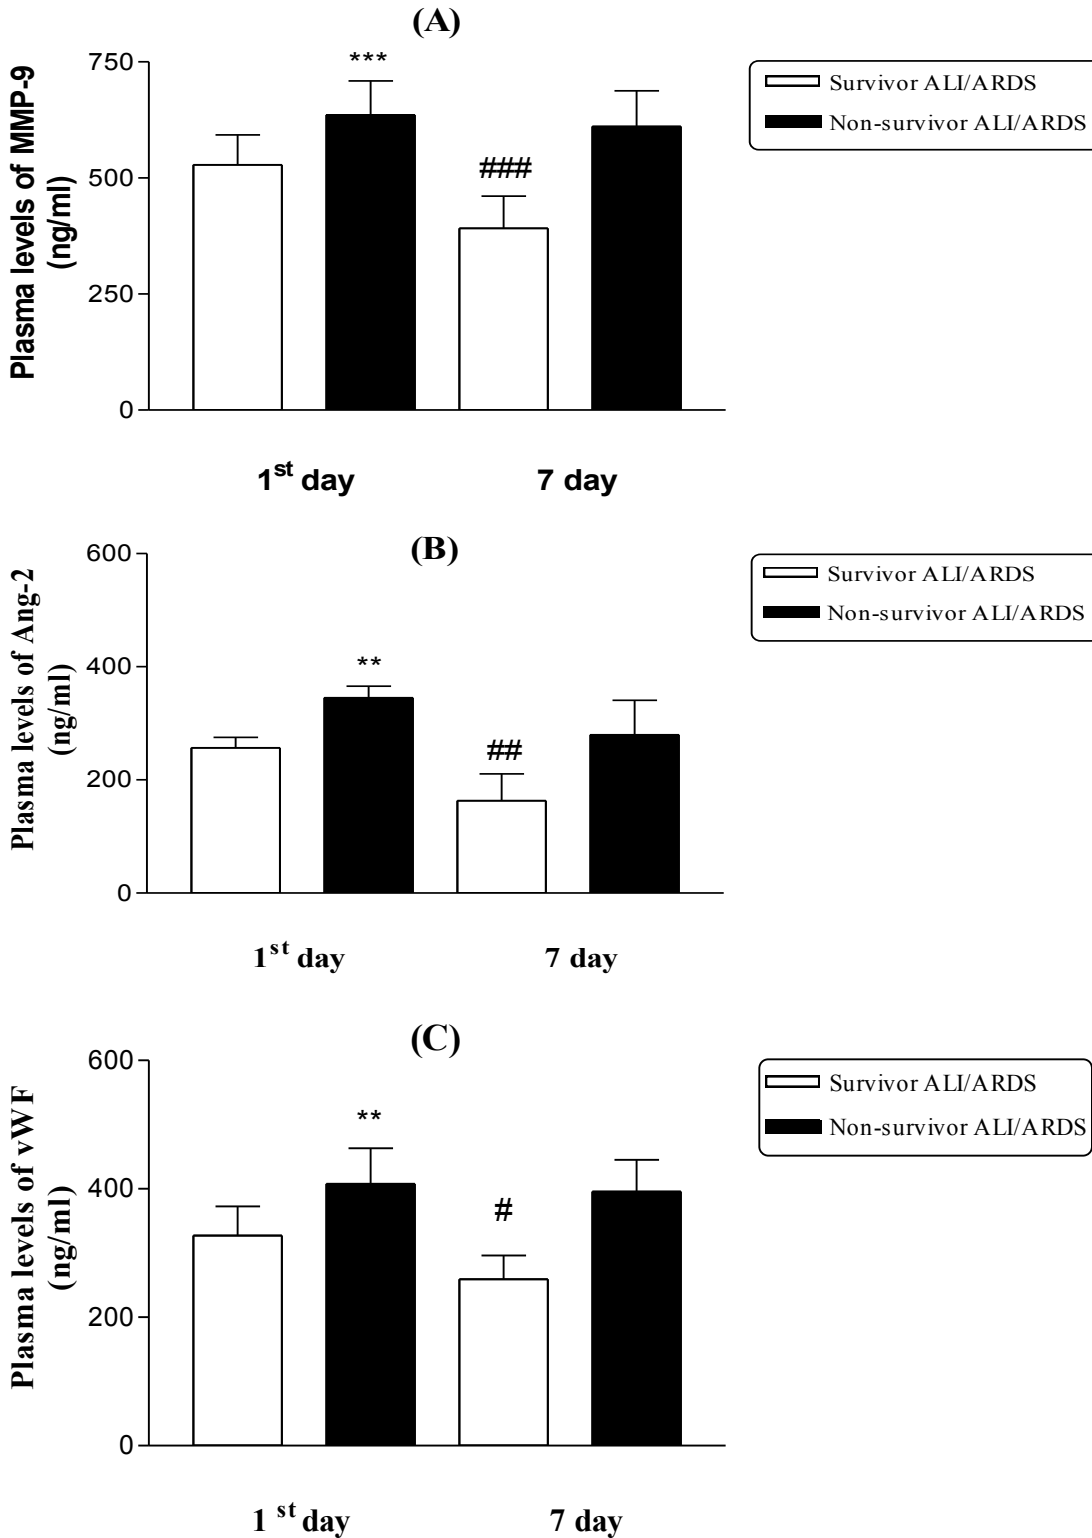 (A)
Plasma levels of MMP-9
(ng/ml)
750
500
250
0
***
###
Survivor ALI/ARDS
Non-survivor ALI/ARDS
1st day
7 day
(B)
Plasma levels of Ang-2
(ng/ml)
600
400
200
0
**
##
Survivor ALI/ARDS
Non-survivor ALI/ARDS
1st day
7 day
(C)
Plasma levels of vWF
(ng/ml)
600
400
200
0
**
#
Survivor ALI/ARDS
Non-survivor ALI/ARDS
1 st day
7 day